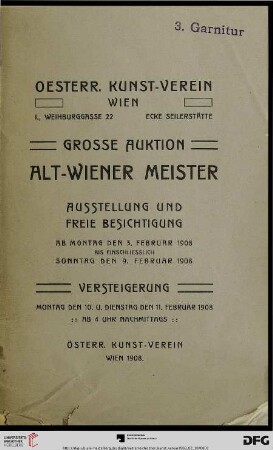 3. Garnitur
OESTERR. KUNST-VEREIN
WIEN
I., WEIHBURGGASSE 22 ECKE SEILERSTÄTTE
GROSSE AUKTION
ALT-WIENER MEISTER
AUSSTELLUNG UND
FREIE BESICHTIGUNG
AB MONTAG DEN 3. FEBRUAR 1908
BIS EINSCHLIESSLICH
SONNTAG DEN 9. FEBRUAR 1908
VERSTEIGERUNG
MONTAG DEN 10. U. DIENSTAG DEN 11. FEBRUAR 1908
:: AB 4 UHR NACHMITTAGS ::
ÖSTERR. KUNST-VEREIN
WIEN 1908.
UNIVERSITÄTS-
BIBLIOTHEK
HEIDELBERG
DFG